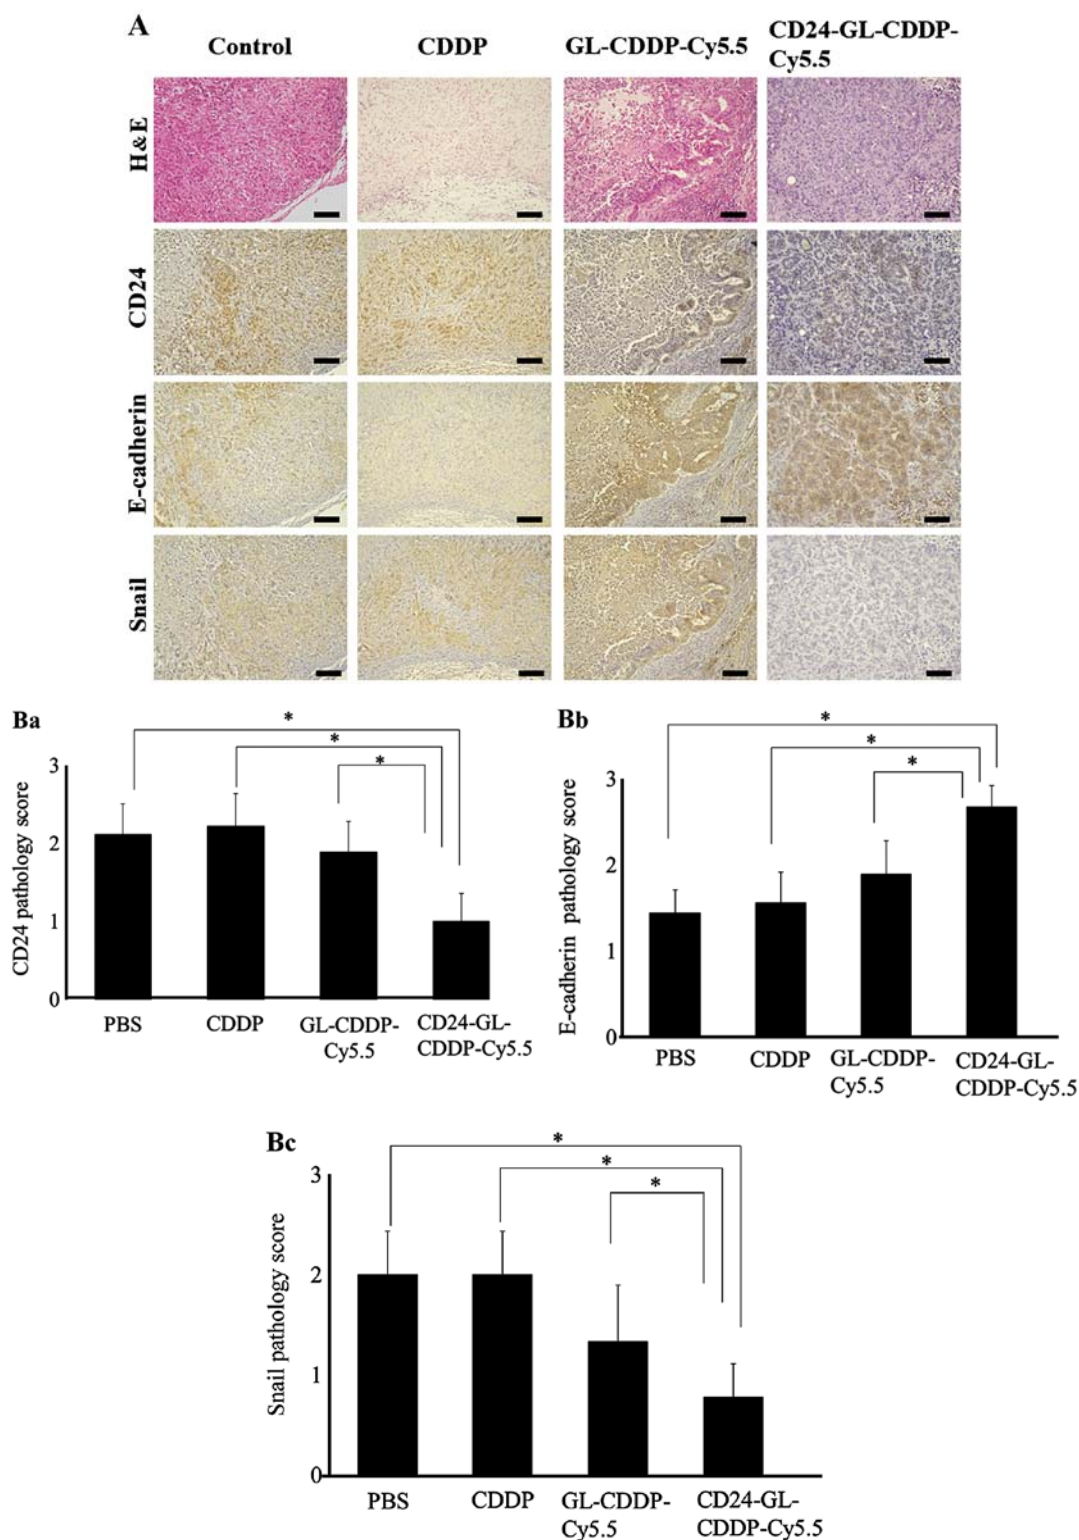 A
Control
CDDP
GL-CDDP-Cy5.5
CD24-GL-CDDP-
Cy5.5
H&E
CD24
E-cadherin
Snail
Ba
*
*
*
CD24 pathology score
3
2
1
0
PBS
CDDP
GL-CDDP-
Cy5.5
CD24-GL-
CDDP-Cy5.5
Bb
*
*
*
E-cadherin pathology score
3
2
1
0
PBS
CDDP
GL-CDDP-
Cy5.5
CD24-GL-
CDDP-Cy5.5
Bc
*
*
*
Snail pathology score
3
2
1
0
PBS
CDDP
GL-CDDP-
Cy5.5
CD24-GL-
CDDP-Cy5.5